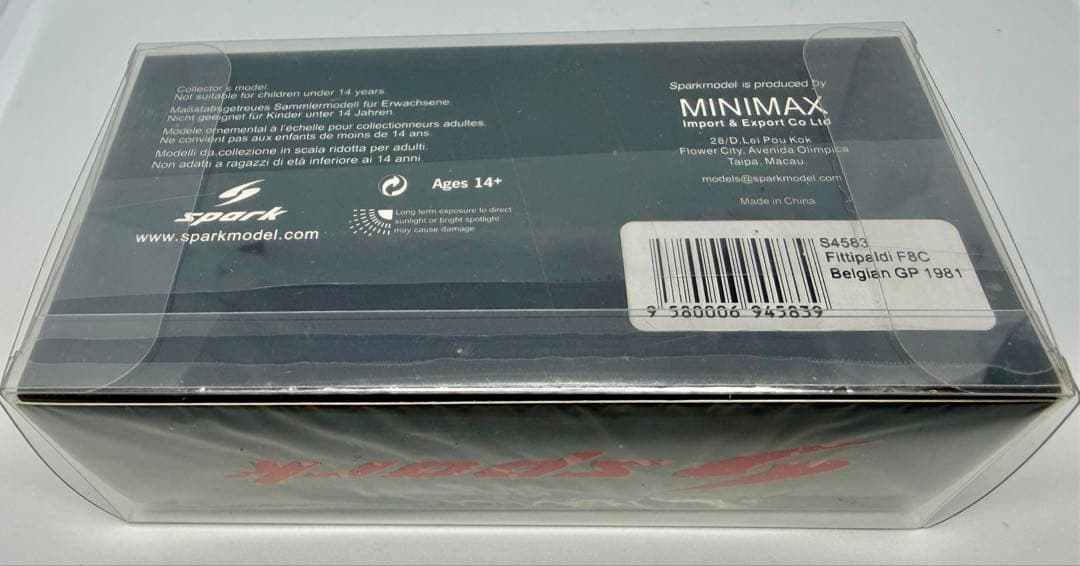 Collector's model.
Not suitable for children under 14 years.
Maßstabsgetreues Sammlermodell für Erwachsene.
Nicht geeignet für Kinder unter 14 Jahren.
Modèle ornemental à l'échelle pour collectionneurs adultes.
Ne convient pas aux enfants de moins de 14 ans.
Modelli da collezione in scala ridotta per adulti.
Non adatti a ragazzi di età inferiore ai 14 anni.
spark
www.sparkmodel.com
Ages 14+
Long term exposure to direct
sunlight or bright spotlight
may cause damage
Sparkmodel is produced by
MINIMAX
Import & Export Co Ltd
28/D,Lei Pou Kok
Flower City, Avenida Olimpica
Taipa, Macau.
models@sparkmodel.com
Made in China
S4583
Fittipaldi F8C
Belgian GP 1981
9 580006 945839
spark